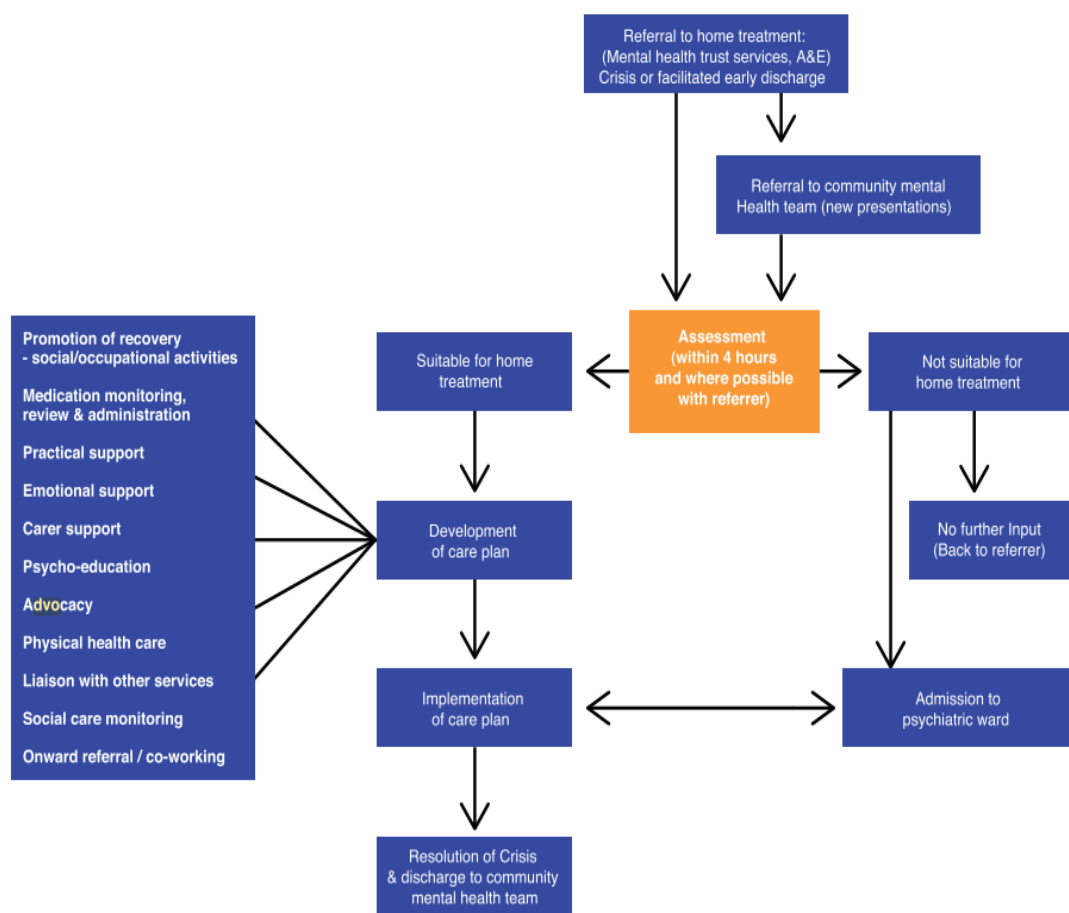 Referral to home treatment:
(Mental health trust services, A&E)
Crisis or facilitated early discharge
Referral to community mental
Health team (new presentations)
Assessment
(within 4 hours
and where possible
with referrer)
Suitable for home
treatment
Not suitable for
home treatment
Promotion of recovery
- social/occupational activities
Medication monitoring,
review & administration
Practical support
Emotional support
Carer support
Psycho-education
Advocacy
Physical health care
Liaison with other services
Social care monitoring
Onward referral / co-working
Development
of care plan
No further Input
(Back to referrer)
Implementation
of care plan
Admission to
psychiatric ward
Resolution of Crisis
& discharge to community
mental health team